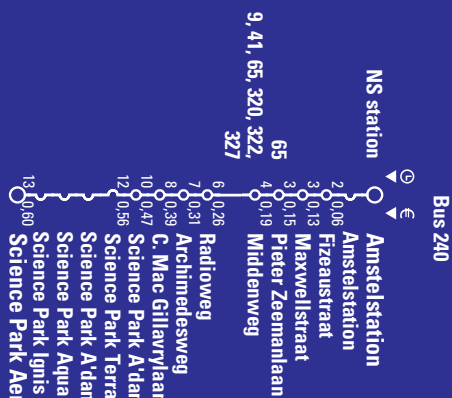 Bus 240
€
NS station Amstelstation
Amstelstation
2 0,06 Fizeaustraat
3 0,13 Maxwellstraat
65 3 0,15 Pieter Zeemanlaan
9, 41, 65, 320, 322, 4 0,19 Middenweg
327
6 0,26 Radioweg
7 0,31 Archimedesweg
8 0,39 C. Mac Gillavrylaan
10 0,47 Science Park A'dam
12 0,56 Science Park Terra
Science Park A'dam
Science Park Aqua
Science Park Ignis
13 0,60 Science Park Aer